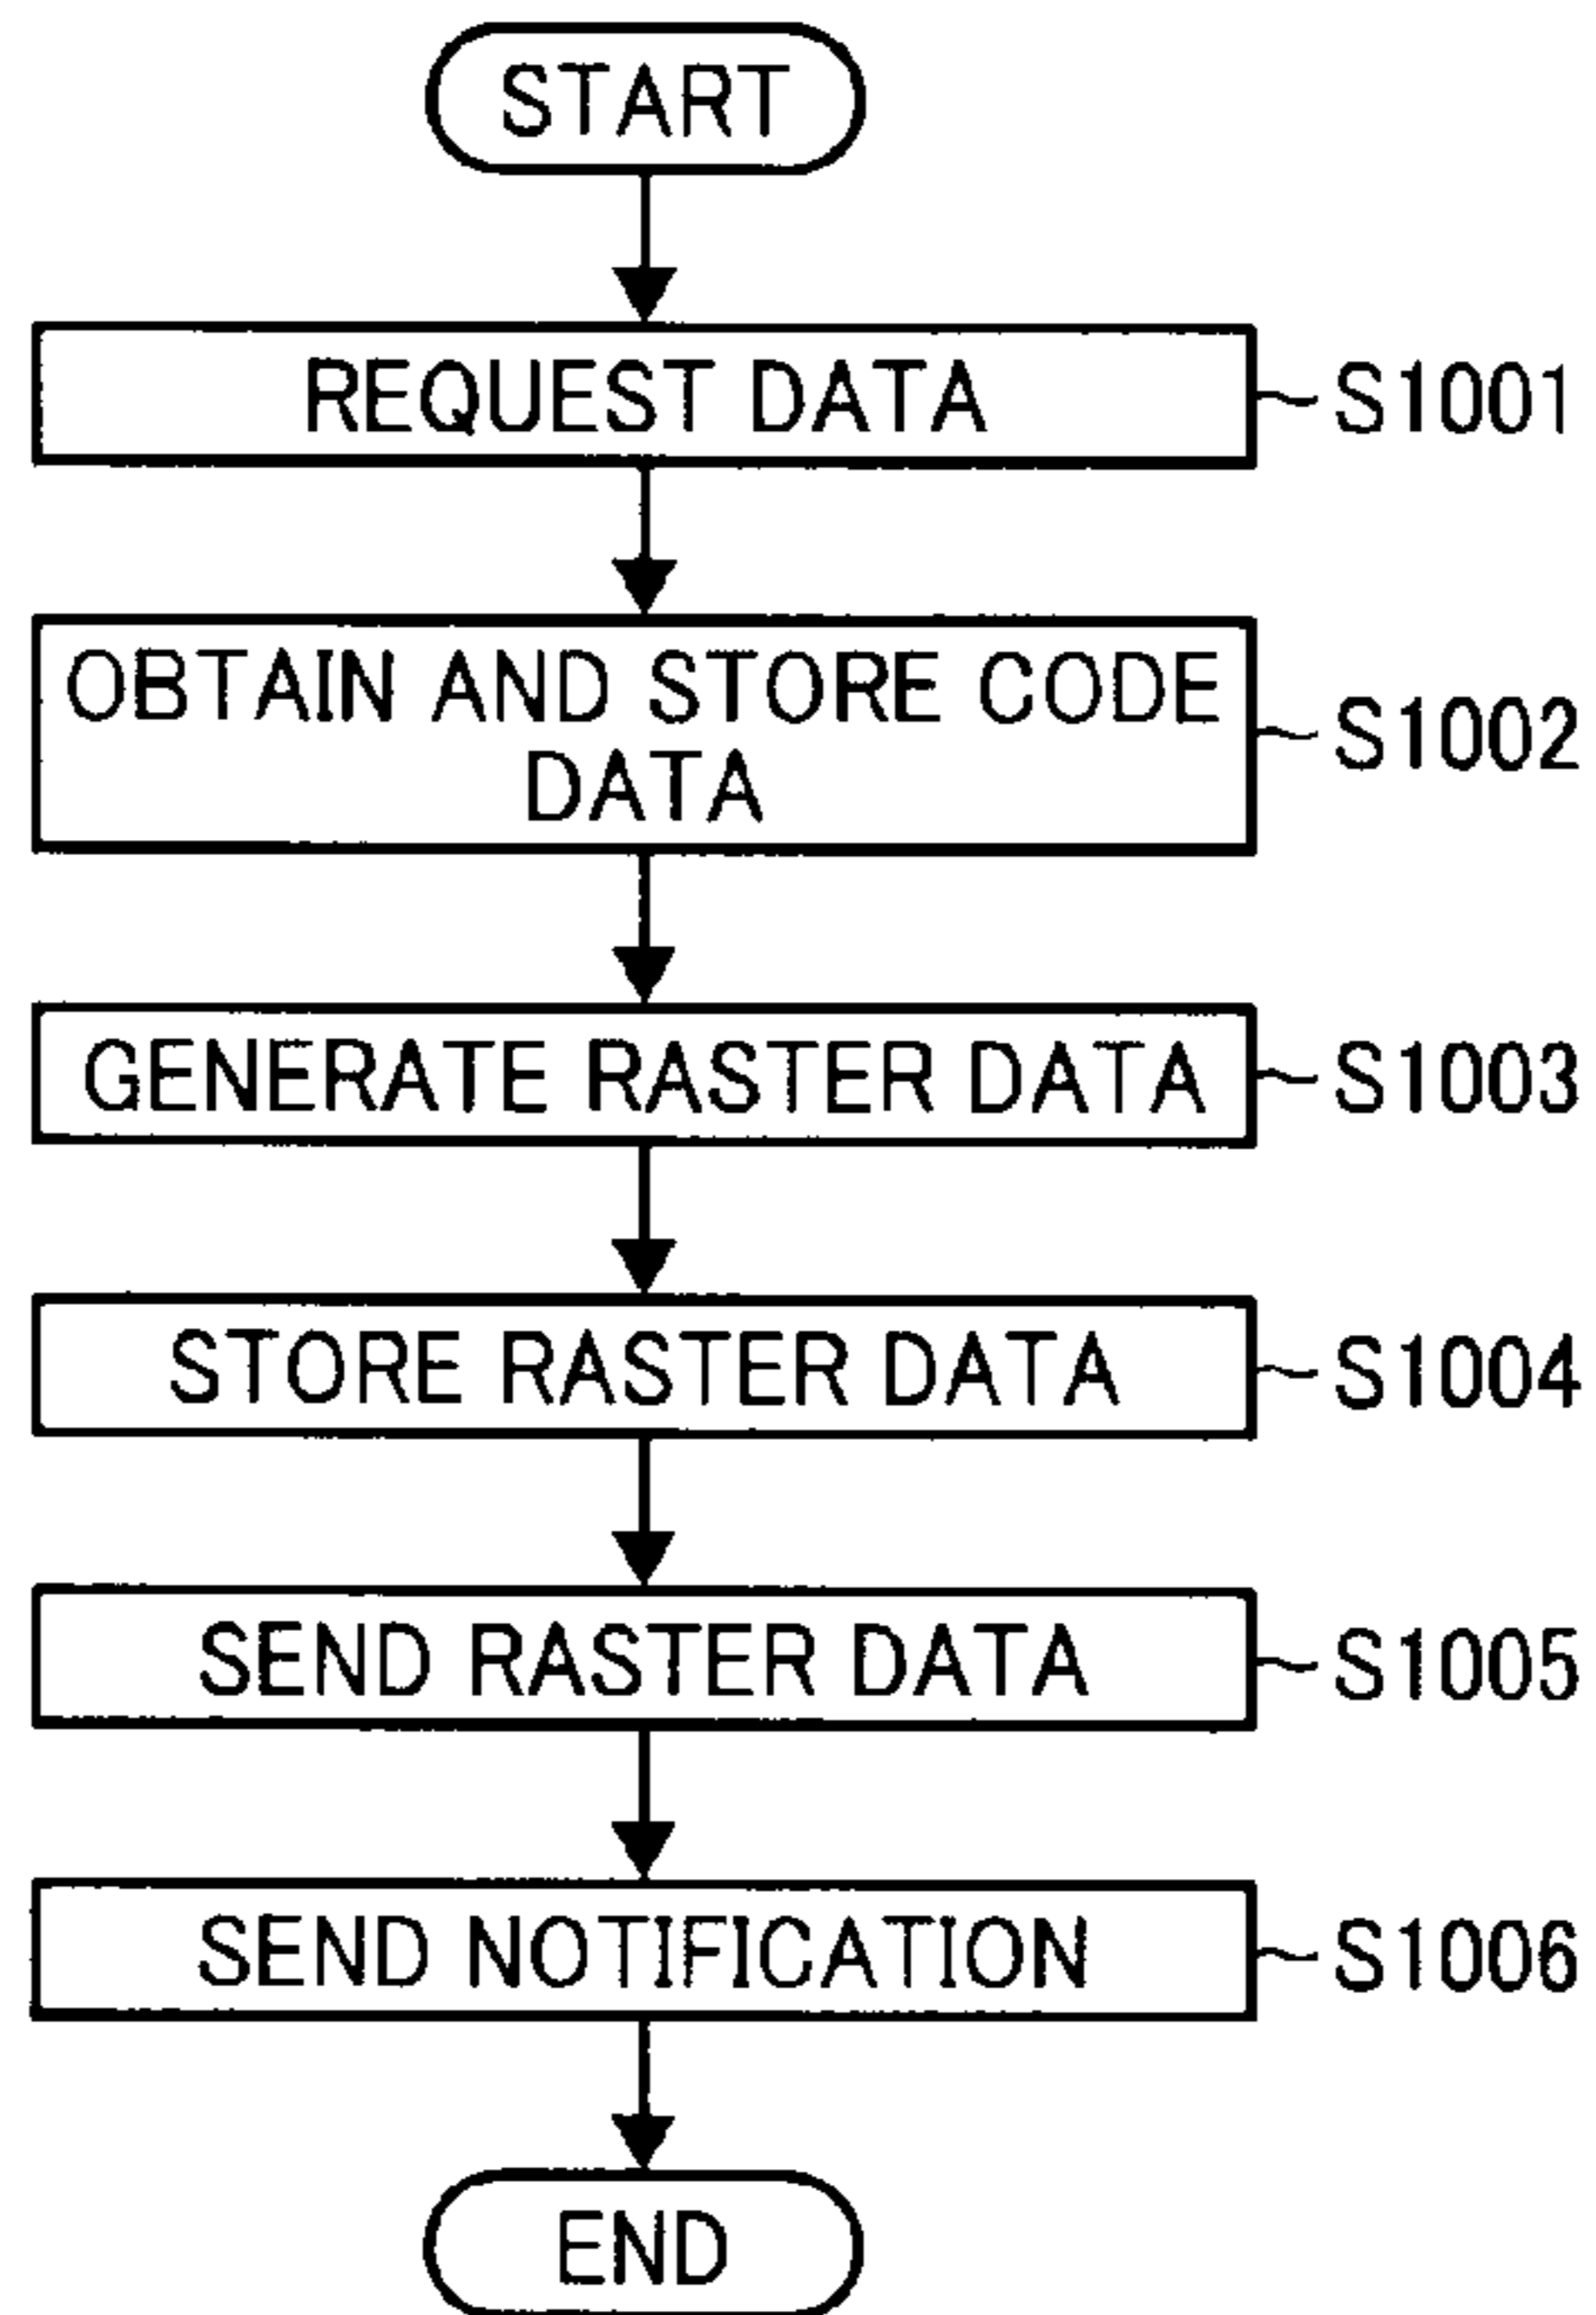 START
REQUEST DATA
S1001
OBTAIN AND STORE CODE
DATA
S1002
GENERATE RASTER DATA
S1003
STORE RASTER DATA
S1004
SEND RASTER DATA
S1005
SEND NOTIFICATION
S1006
END